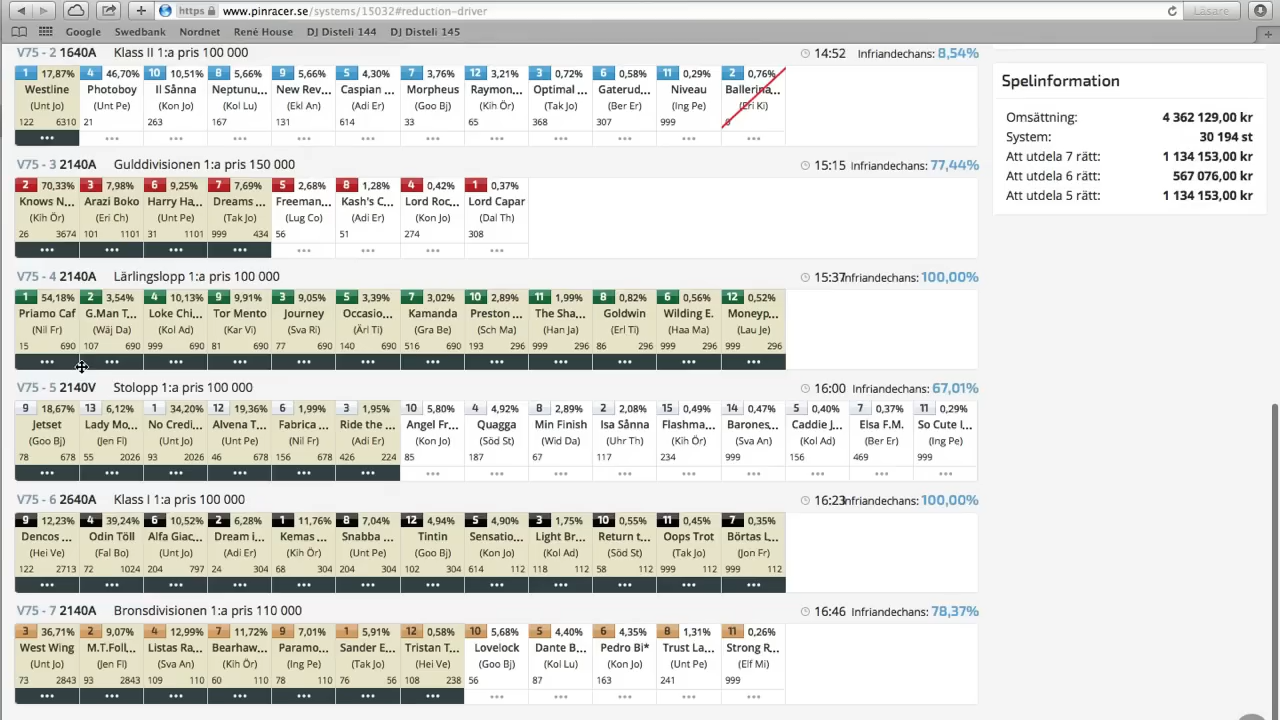 https www.pinracer.se/systems/15032#reduction-driver Läsare
Google Swedbank Nordnet René House DJ Disteli 144 DJ Disteli 145
V75 - 2 1640A Klass II 1:a pris 100 000 14:52 Infriandechans: 8,54%
1 17,87% 4 46,70% 10 10,51% 8 5,66% 9 5,66% 5 4,30% 7 3,76% 12 3,21% 3 0,72% 6 0,58% 11 0,29% 2 0,76%
Westline Photoboy Il Sånna Neptunu... New Rev... Caspian ... Morpheus Raymon... Optimal ... Gaterud... Niveau Ballerina...
(Unt Jo) (Unt Pe) (Kon Jo) (Kol Lu) (Ekl An) (Adi Er) (Goo Bj) (Kih Ör) (Tak Jo) (Ber Er) (Ing Pe) (Eri Ki)
122 6310 21 263 167 131 614 33 65 368 307 999
V75 - 3 2140A Gulddivisionen 1:a pris 150 000 15:15 Infriandechans: 77,44%
2 70,33% 3 7,98% 6 9,25% 7 7,69% 5 2,68% 8 1,28% 4 0,42% 1 0,37%
Knows N... Arazi Boko Harry Ha... Dreams ... Freeman... Kash's C... Lord Roc... Lord Capar
(Kih Ör) (Eri Ch) (Unt Pe) (Tak Jo) (Lug Co) (Adi Er) (Kon Jo) (Dal Th)
26 3674 101 1101 31 1101 999 434 56 51 274 308
V75 - 4 2140A Lärlingslopp 1:a pris 100 000 15:37 Infriandechans: 100,00%
1 54,18% 2 3,54% 4 10,13% 9 9,91% 3 9,05% 5 3,39% 7 3,02% 10 2,89% 11 1,99% 8 0,82% 6 0,56% 12 0,52%
Priamo Caf G.Man T... Loke Chi... Tor Mento Journey Occasio... Kamanda Preston ... The Sha... Goldwin Wilding E. Moneyp...
(Nil Fr) (Wäj Da) (Kol Ad) (Kar Vi) (Sva Ri) (Ärl Ti) (Gra Be) (Sch Ma) (Han Ja) (Erl Ti) (Haa Ma) (Lau Je)
15 690 107 690 999 690 81 690 77 690 140 690 516 690 193 296 999 296 86 296 999 296 999 296
V75 - 5 2140V Stolopp 1:a pris 100 000 16:00 Infriandechans: 67,01%
9 18,67% 13 6,12% 1 34,20% 12 19,36% 6 1,99% 3 1,95% 10 5,80% 4 4,92% 8 2,89% 2 2,08% 15 0,49% 14 0,47% 5 0,40% 7 0,37% 11 0,29%
Jetset Lady Mo... No Credi... Alvena T... Fabrica ... Ride the ... Angel Fr... Quagga Min Finish Isa Sånna Flashma... Barones... Caddie J... Elsa F.M. So Cute I...
(Goo Bj) (Jen Fl) (Unt Jo) (Unt Pe) (Nil Fr) (Adi Er) (Kon Jo) (Söd St) (Wid Da) (Uhr Th) (Kih Ör) (Sva An) (Kol Ad) (Ber Er) (Ing Pe)
78 678 55 2026 93 2026 46 678 156 678 426 224 85 187 67 117 234 999 156 469 999
V75 - 6 2640A Klass I 1:a pris 100 000 16:23 Infriandechans: 100,00%
9 12,23% 4 39,24% 6 10,52% 2 6,28% 1 11,76% 8 7,04% 12 4,94% 5 4,90% 3 1,75% 10 0,55% 11 0,45% 7 0,35%
Dencos ... Odin Töll Alfa Giac... Dream i... Kemas ... Snabba ... Tintin Sensatio... Light Br... Return t... Oops Trot Börtas L...
(Hei Ve) (Fal Bo) (Unt Jo) (Adi Er) (Kih Ör) (Unt Pe) (Goo Bj) (Kon Jo) (Kol Ad) (Söd St) (Tak Jo) (Jon Fr)
122 2713 72 1024 204 797 24 304 68 304 204 304 102 304 614 112 118 112 58 112 999 112 999 112
V75 - 7 2140A Bronsdivisionen 1:a pris 110 000 16:46 Infriandechans: 78,37%
3 36,71% 2 9,07% 4 12,99% 7 11,72% 9 7,01% 1 5,91% 12 0,58% 10 5,68% 5 4,40% 6 4,35% 8 1,31% 11 0,26%
West Wing M.T.Foll... Listas Ra... Bearhaw... Paramo... Sander E... Tristan T... Lovelock Dante B... Pedro Bi* Trust La... Strong R...
(Unt Jo) (Jen Fl) (Sva An) (Kih Ör) (Ing Pe) (Tak Jo) (Hei Ve) (Goo Bj) (Kol Lu) (Kon Jo) (Unt Pe) (Elf Mi)
73 2843 93 2843 109 110 60 110 78 110 76 56 108 238 56 87 163 241 999
Spelinformation
Omsättning: 4 362 129,00 kr
System: 30 194 st
Att utdela 7 rätt: 1 134 153,00 kr
Att utdela 6 rätt: 567 076,00 kr
Att utdela 5 rätt: 1 134 153,00 kr